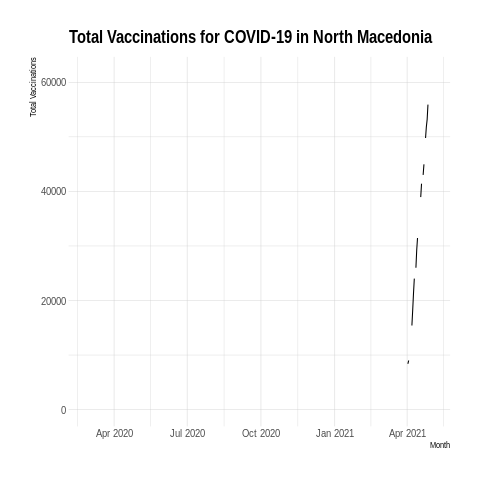 Total Vaccinations for COVID-19 in North Macedonia
Total Vaccinations
60000
40000
20000
0
Apr 2020 Jul 2020 Oct 2020 Jan 2021 Apr 2021
Month